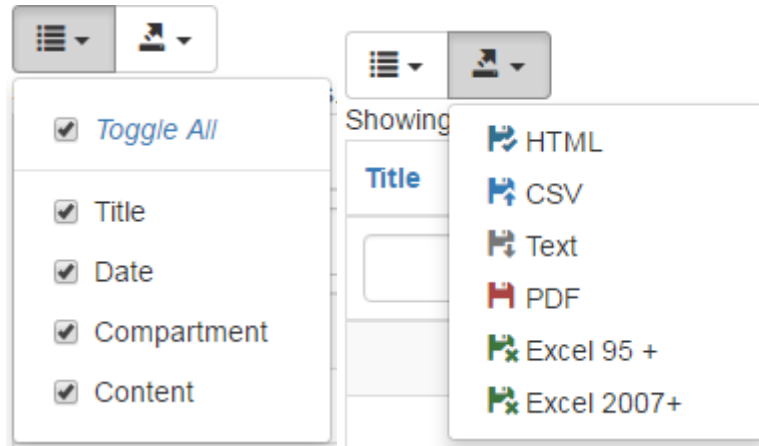 Toggle All
Title
Date
Compartment
Content
Showing
Title
HTML
CSV
Text
PDF
Excel 95 +
Excel 2007+